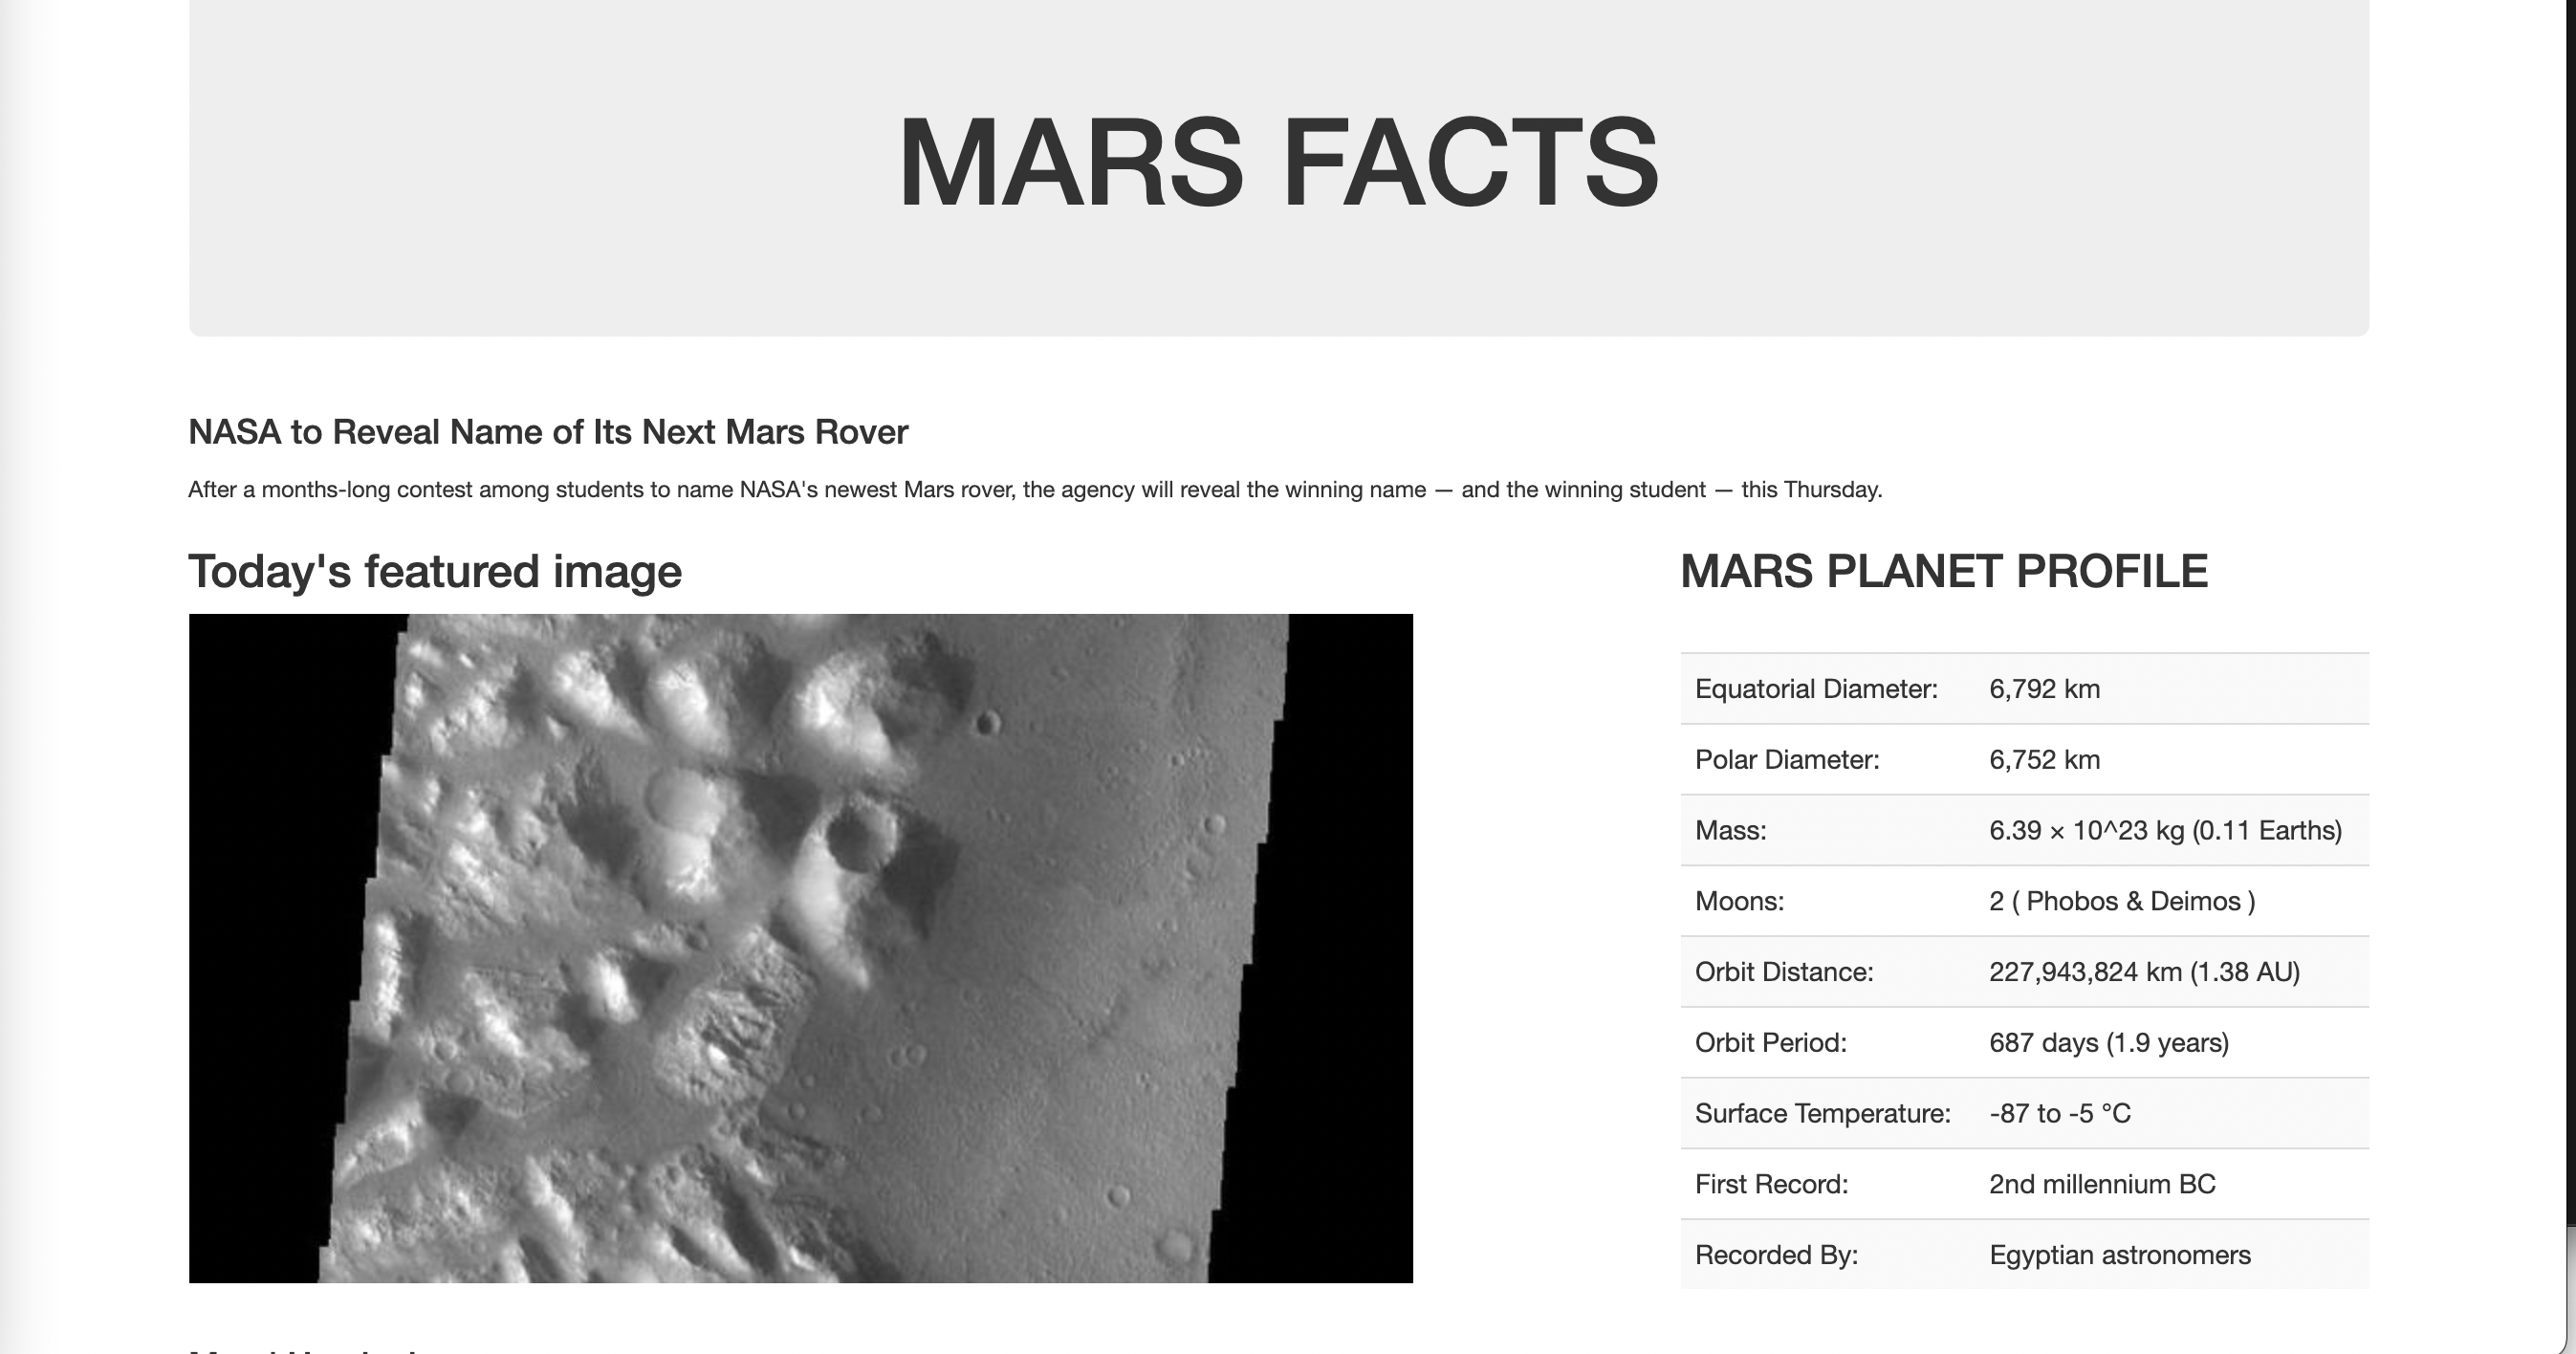 MARS FACTS
NASA to Reveal Name of Its Next Mars Rover
After a months-long contest among students to name NASA's newest Mars rover, the agency will reveal the winning name — and the winning student — this Thursday.
Today's featured image
MARS PLANET PROFILE
Equatorial Diameter: 6,792 km
Polar Diameter: 6,752 km
Mass: 6.39 × 10^23 kg (0.11 Earths)
Moons: 2 ( Phobos & Deimos )
Orbit Distance: 227,943,824 km (1.38 AU)
Orbit Period: 687 days (1.9 years)
Surface Temperature: -87 to -5 °C
First Record: 2nd millennium BC
Recorded By: Egyptian astronomers